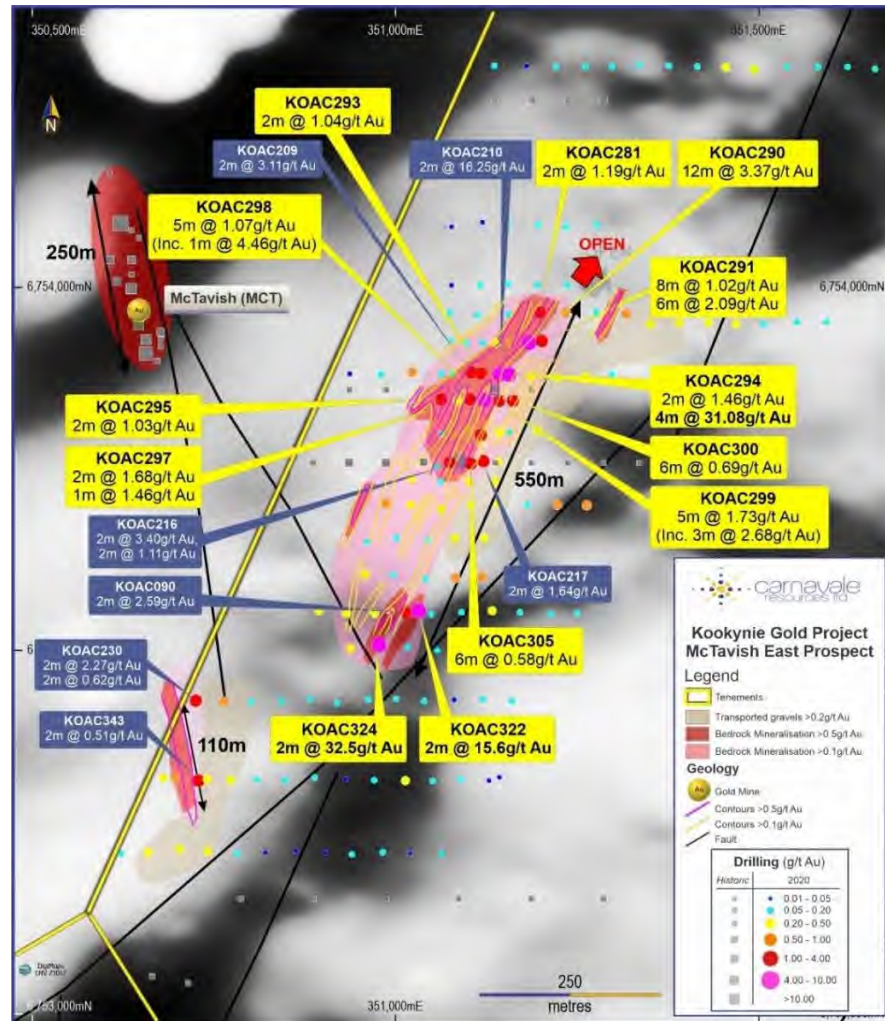 350,500mE
351,000mE
351,500mE
N
KOAC293
2m @ 1.04g/t Au
KOAC209
2m @ 3.11g/t Au
KOAC210
2m @ 16.25g/t Au
KOAC281
2m @ 1.19g/t Au
KOAC290
12m @ 3.37g/t Au
KOAC298
5m @ 1.07g/t Au
(Inc. 1m @ 4.46g/t Au)
250m
OPEN
KOAC291
8m @ 1.02g/t Au
6m @ 2.09g/t Au
6,754,000mN
6,754,000mN
Au
McTavish (MCT)
KOAC295
2m @ 1.03g/t Au
KOAC294
2m @ 1.46g/t Au
4m @ 31.08g/t Au
KOAC297
2m @ 1.68g/t Au
1m @ 1.46g/t Au
KOAC300
6m @ 0.69g/t Au
550m
KOAC299
5m @ 1.73g/t Au
(Inc. 3m @ 2.68g/t Au)
KOAC216
2m @ 3.40g/t Au,
2m @ 1.11g/t Au
KOAC090
2m @ 2.59g/t Au
KOAC217
2m @ 1.64g/t Au
KOAC305
6m @ 0.58g/t Au
KOAC230
2m @ 2.27g/t Au
2m @ 0.62g/t Au
KOAC343
2m @ 0.51g/t Au
110m
KOAC324
2m @ 32.5g/t Au
KOAC322
2m @ 15.6g/t Au
carnavale
resources ltd
Kookynie Gold Project
McTavish East Prospect
Legend
Tenements
Transported gravels >0.2g/t Au
Bedrock Mineralisation >0.5g/t Au
Bedrock Mineralisation >0.1g/t Au
Geology
Au Gold Mine
Contours >0.5g/t Au
Contours >0.1g/t Au
Fault
Drilling (g/t Au)
Historic 2020
0.01 - 0.05
0.05 - 0.20
0.20 - 0.50
0.50 - 1.00
1.00 - 4.00
4.00 - 10.00
>10.00
DigiMaps
6,753,000mN
351,000mE
250
metres